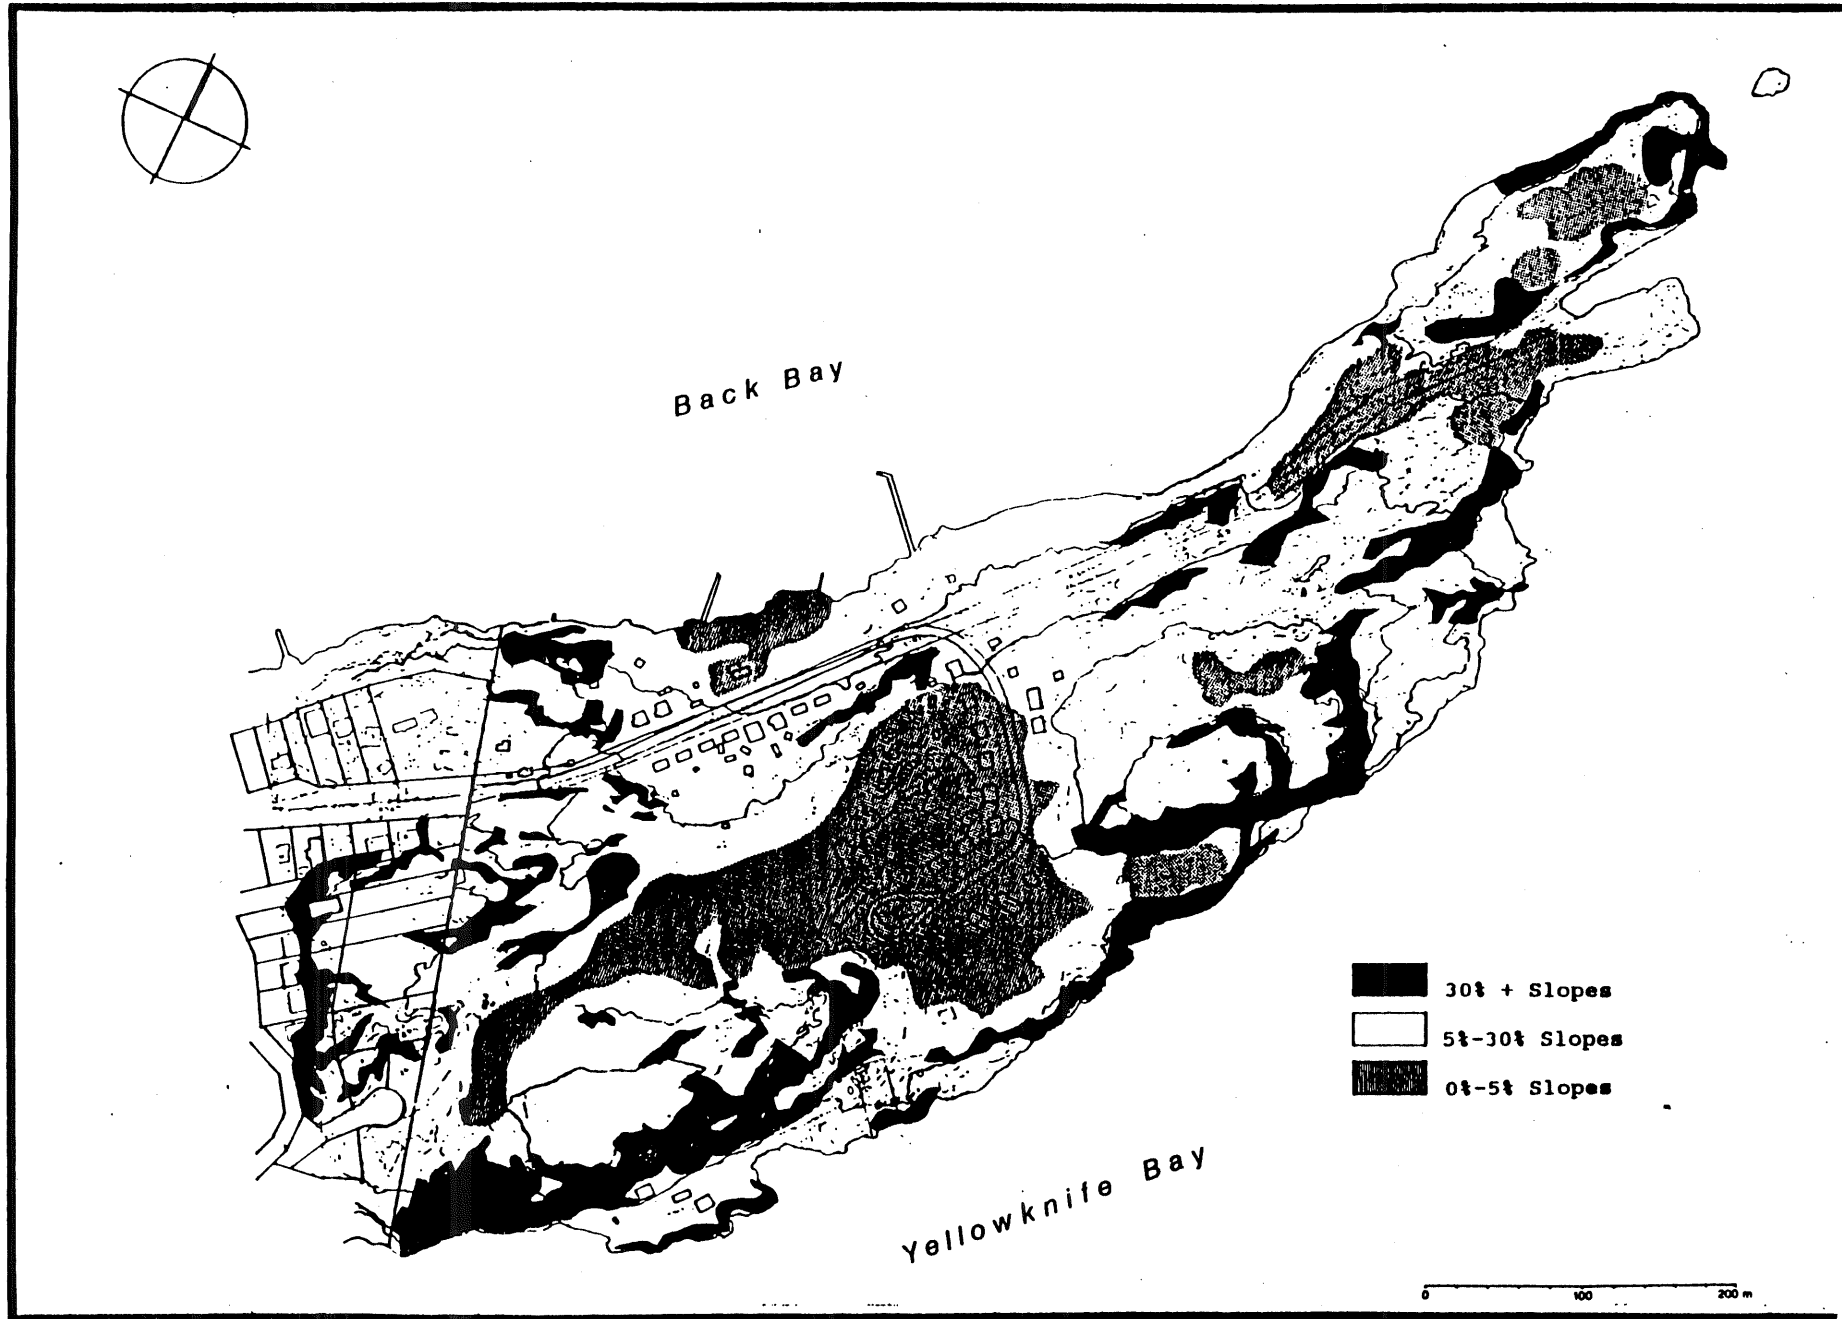 Back Bay
30% + Slopes
5%-30% Slopes
0%-5% Slopes
Yellowknife Bay
0 100 200 m